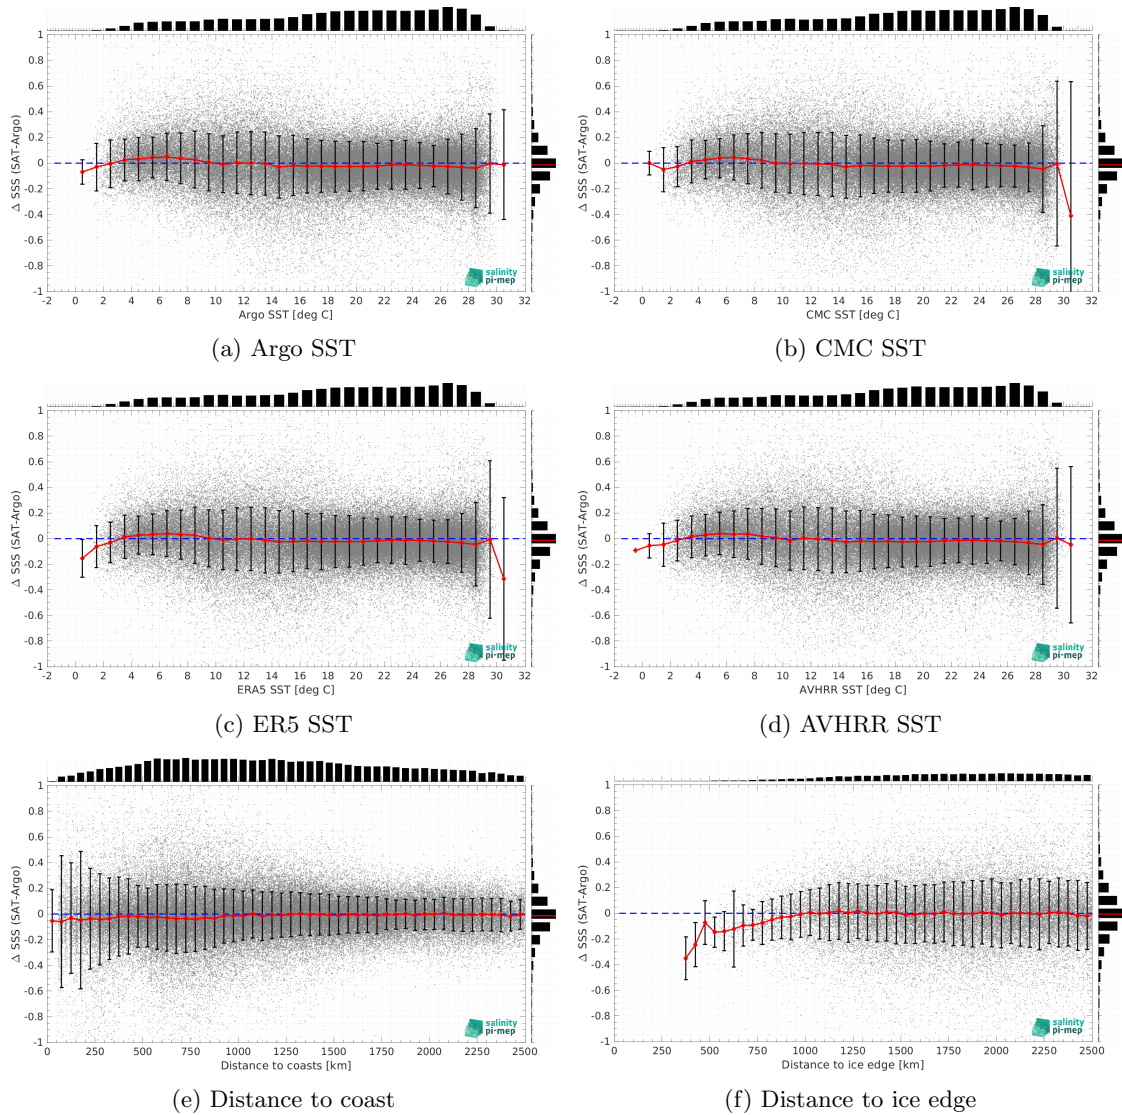 1
0.8
0.6
0.4
0.2
0
-0.2
-0.4
-0.6
-0.8
-1
Δ SSS (SAT-Argo)
-2 0 2 4 6 8 10 12 14 16 18 20 22 24 26 28 30 32
Argo SST [deg C]
salinity
pi-mep
(a) Argo SST
1
0.8
0.6
0.4
0.2
0
-0.2
-0.4
-0.6
-0.8
-1
Δ SSS (SAT-Argo)
-2 0 2 4 6 8 10 12 14 16 18 20 22 24 26 28 30 32
CMC SST [deg C]
salinity
pi-mep
(b) CMC SST
1
0.8
0.6
0.4
0.2
0
-0.2
-0.4
-0.6
-0.8
-1
Δ SSS (SAT-Argo)
-2 0 2 4 6 8 10 12 14 16 18 20 22 24 26 28 30 32
ERA5 SST [deg C]
salinity
pi-mep
(c) ER5 SST
1
0.8
0.6
0.4
0.2
0
-0.2
-0.4
-0.6
-0.8
-1
Δ SSS (SAT-Argo)
-2 0 2 4 6 8 10 12 14 16 18 20 22 24 26 28 30 32
AVHRR SST [deg C]
salinity
pi-mep
(d) AVHRR SST
1
0.8
0.6
0.4
0.2
0
-0.2
-0.4
-0.6
-0.8
-1
Δ SSS (SAT-Argo)
0 250 500 750 1000 1250 1500 1750 2000 2250 2500
Distance to coasts [km]
salinity
pi-mep
(e) Distance to coast
1
0.8
0.6
0.4
0.2
0
-0.2
-0.4
-0.6
-0.8
-1
Δ SSS (SAT-Argo)
0 250 500 750 1000 1250 1500 1750 2000 2250 2500
Distance to ice edge [km]
salinity
pi-mep
(f) Distance to ice edge